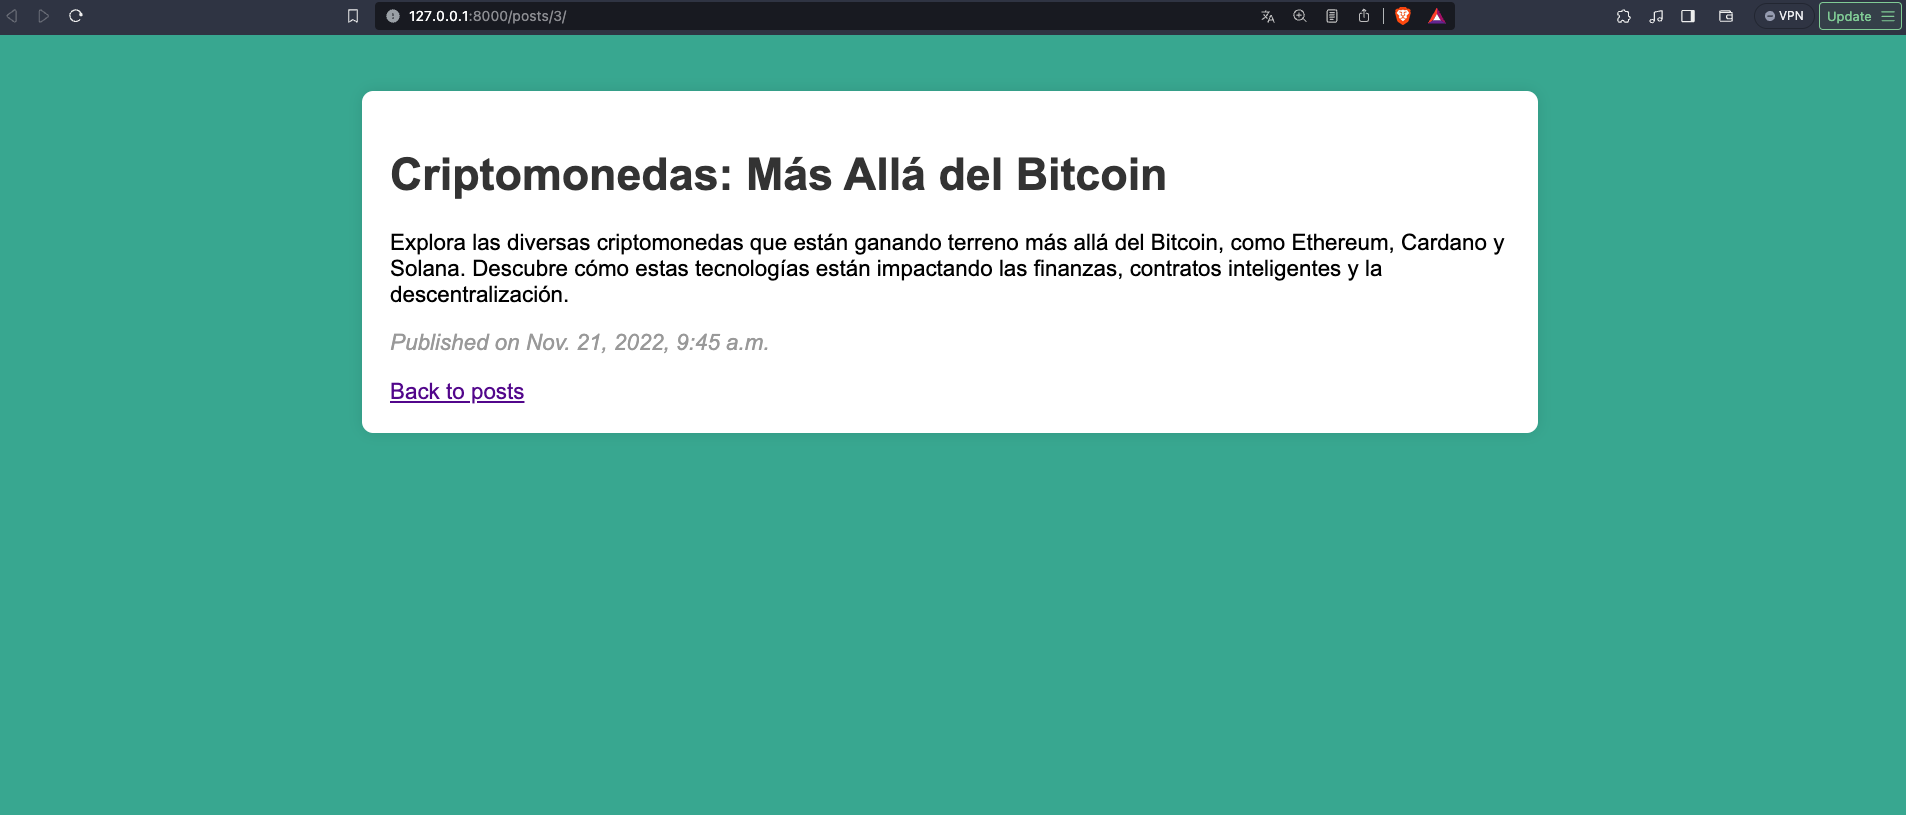 127.0.0.1:8000/posts/3/
VPN
Update
Criptomonedas: Más Allá del Bitcoin
Explora las diversas criptomonedas que están ganando terreno más allá del Bitcoin, como Ethereum, Cardano y
Solana. Descubre cómo estas tecnologías están impactando las finanzas, contratos inteligentes y la
descentralización.
Published on Nov. 21, 2022, 9:45 a.m.
Back to posts